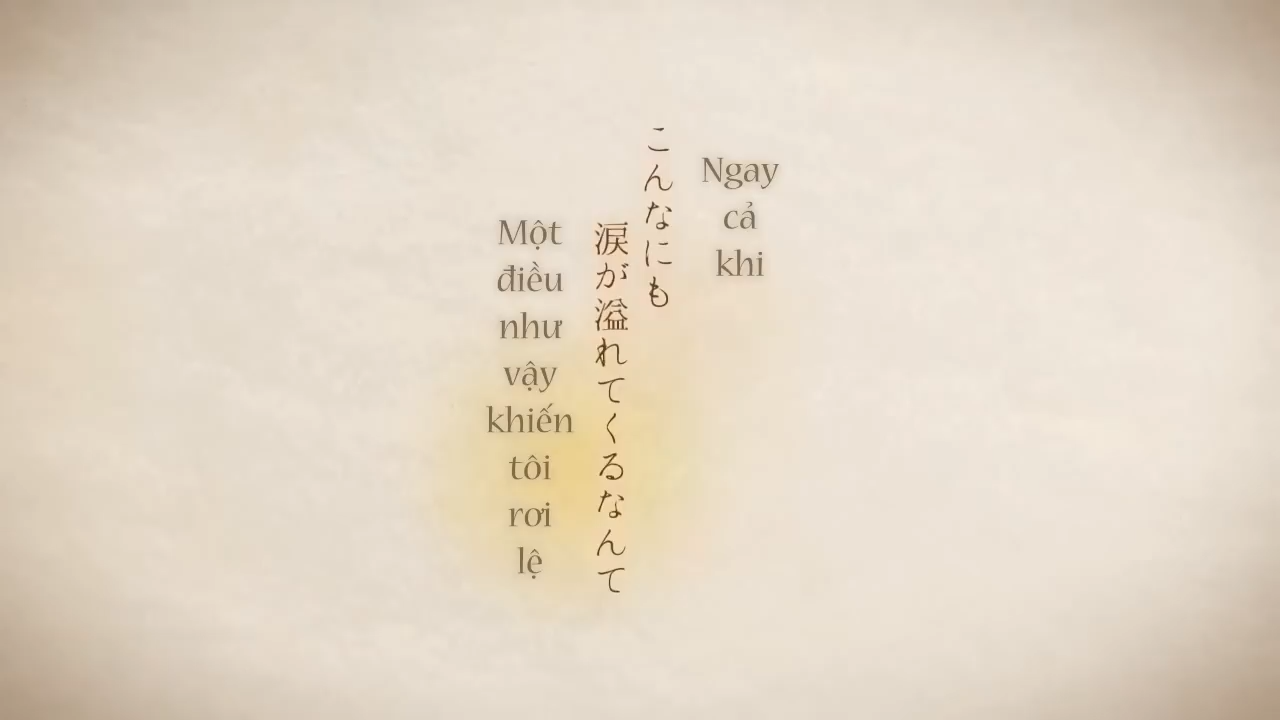 Ngay
cả
khi
こんなにも
涙が溢れてくるなんて
Một
điều
như
vậy
khiến
tôi
rơi
lệ